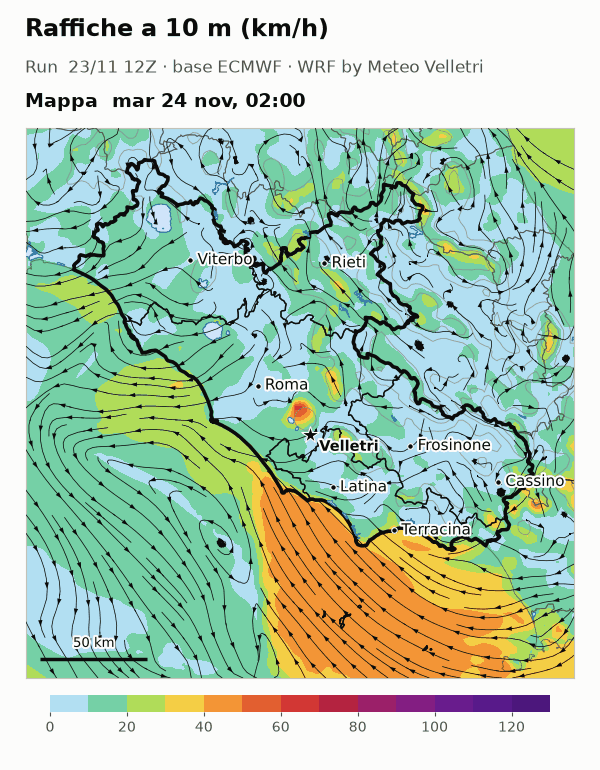 Raffiche a 10 m (km/h)
Run 23/11 12Z · base ECMWF · WRF by Meteo Velletri
Mappa mar 24 nov, 02:00
Viterbo
Rieti
Roma
Velletri
Frosinone
Cassino
Latina
Terracina
50 km
0 20 40 60 80 100 120